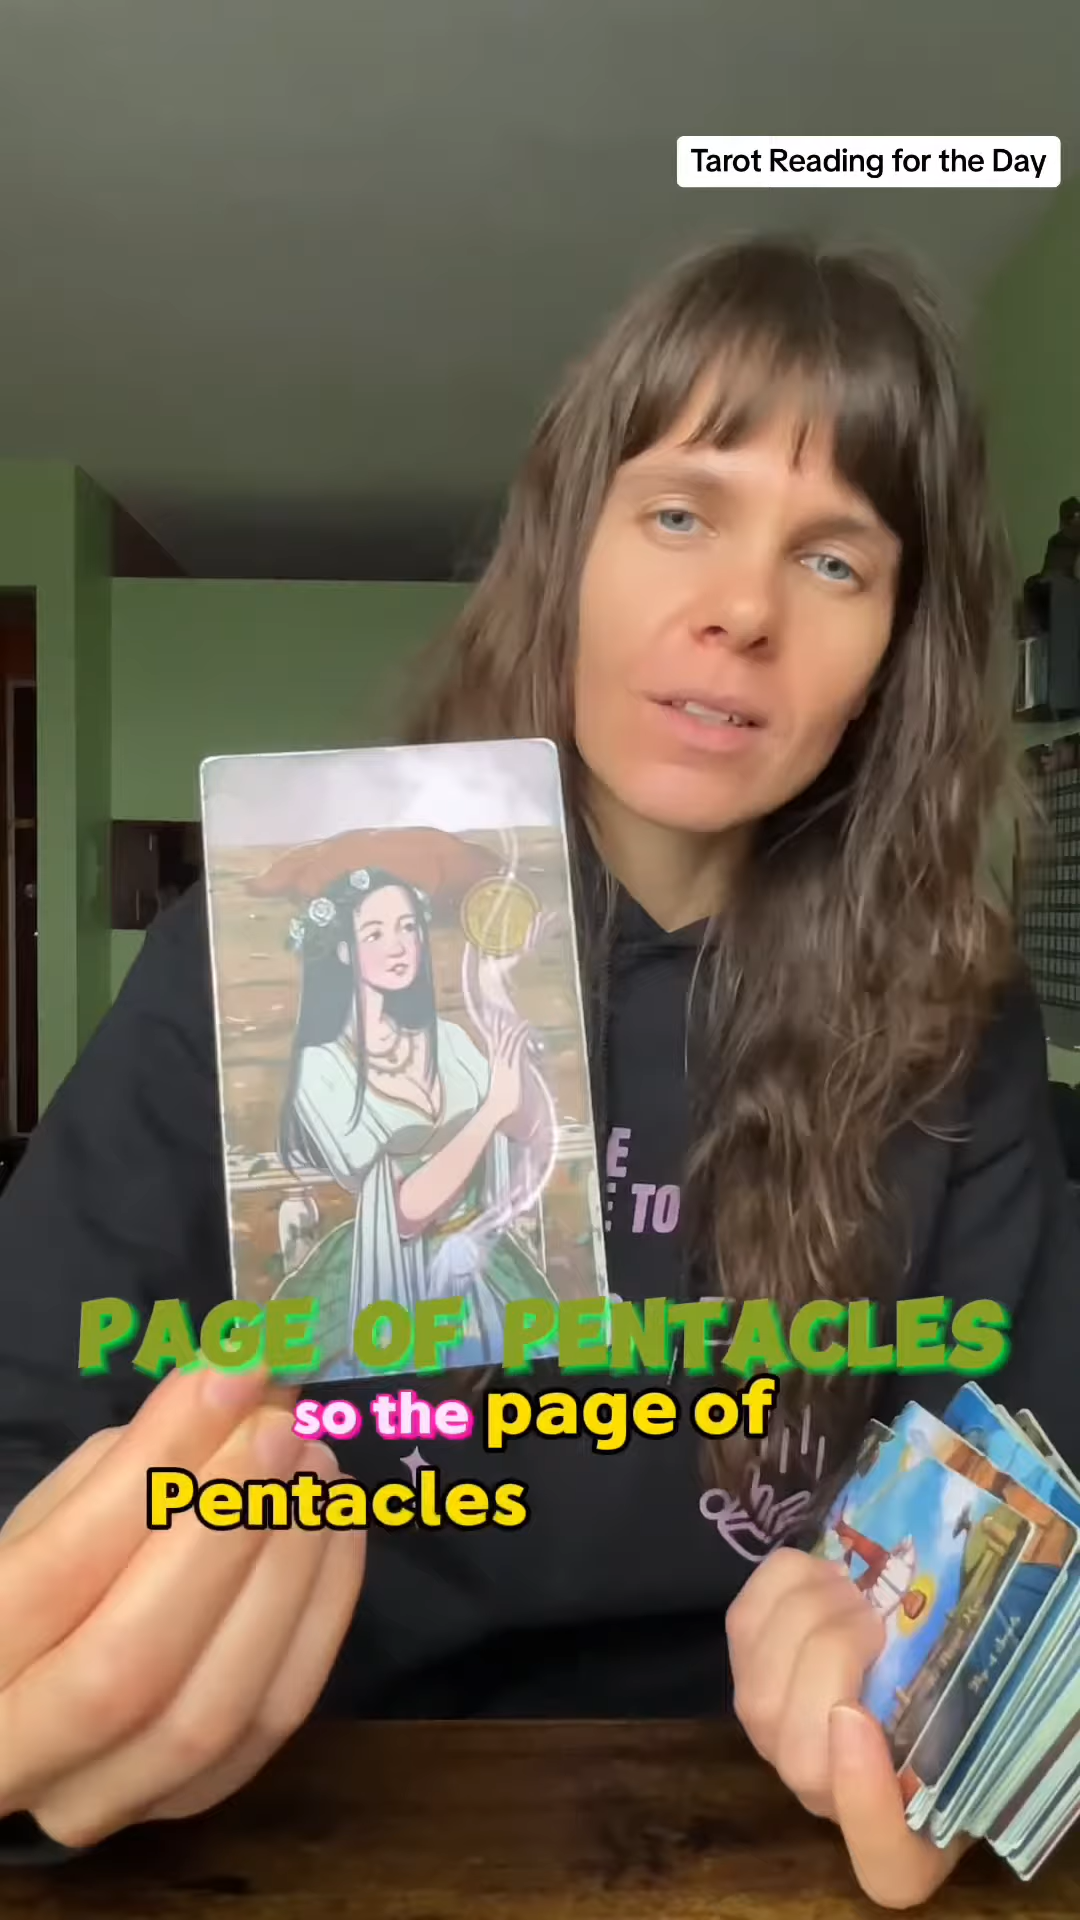 Tarot Reading for the Day
E
E TO
PAGE OF PENTACLES
so the page of
Pentacles